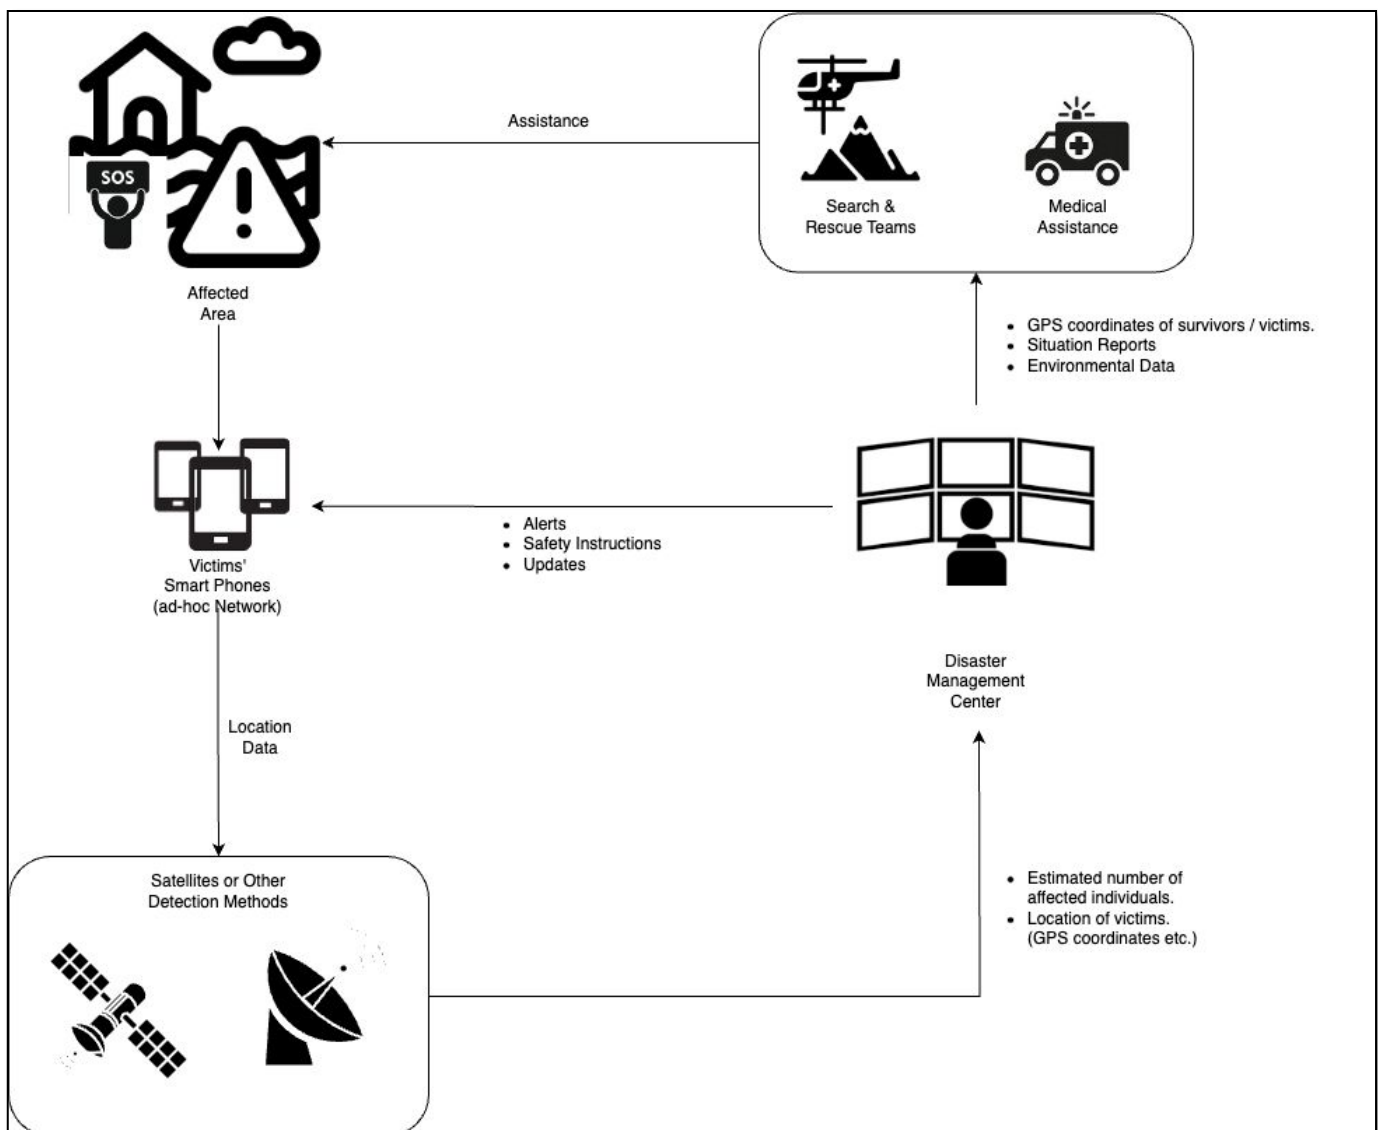 SOS
Assistance
Search &
Rescue Teams
Medical
Assistance
Affected
Area
• GPS coordinates of survivors / victims.
• Situation Reports
• Environmental Data
• Alerts
• Safety Instructions
• Updates
Victims'
Smart Phones
(ad-hoc Network)
Disaster
Management
Center
Location
Data
Satellites or Other
Detection Methods
• Estimated number of
affected individuals.
• Location of victims.
(GPS coordinates etc.)